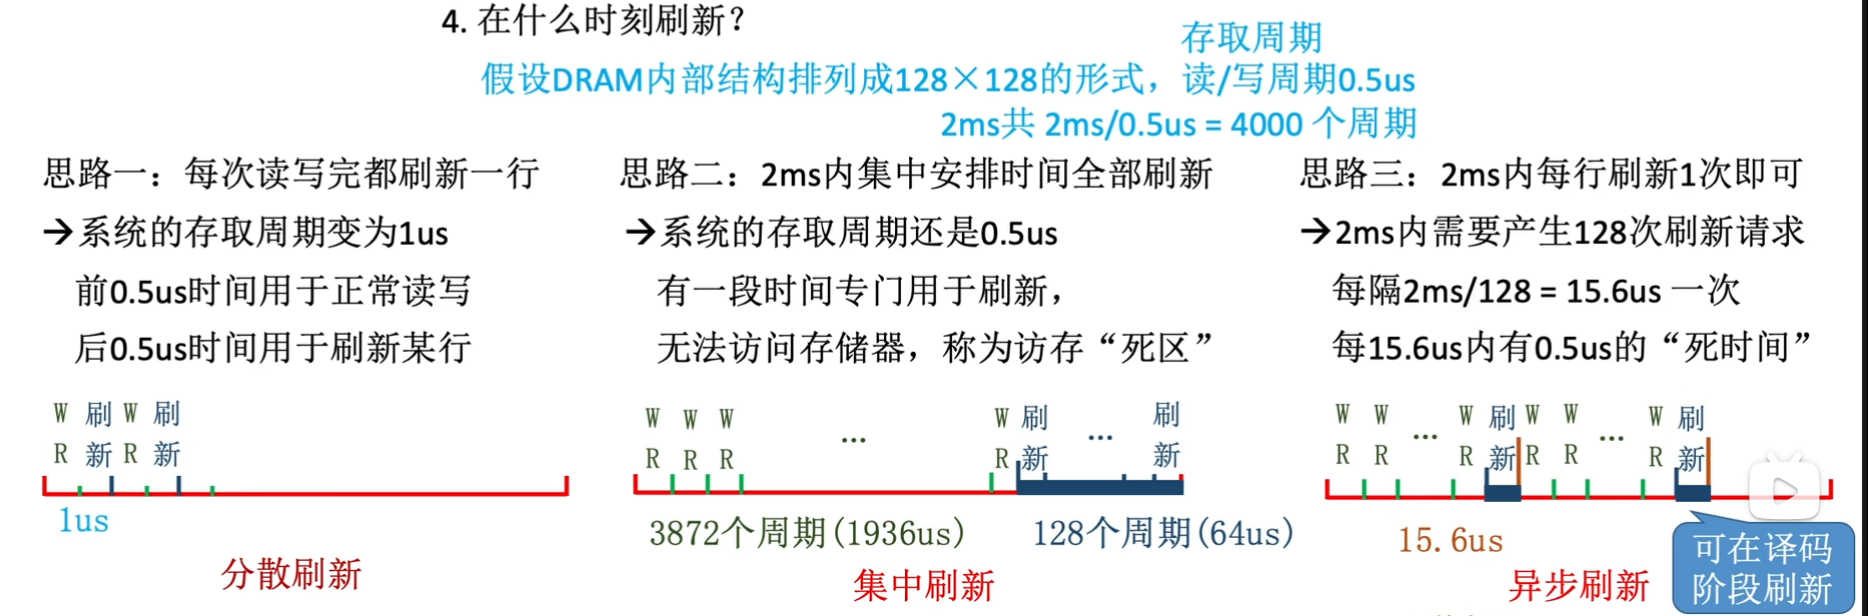 4. 在什么时刻刷新？
存取周期
假设DRAM内部结构排列成128×128的形式，读/写周期0.5us
2ms共 2ms/0.5us = 4000 个周期
思路一：每次读写完都刷新一行
→系统的存取周期变为1us
前0.5us时间用于正常读写
后0.5us时间用于刷新某行
W 刷 W 刷
R 新 R 新
1us
分散刷新
思路二：2ms内集中安排时间全部刷新
→系统的存取周期还是0.5us
有一段时间专门用于刷新，
无法访问存储器，称为访存“死区”
W W W ... W 刷 ... 刷
R R R R 新 新
3872个周期(1936us) 128个周期(64us)
集中刷新
思路三：2ms内每行刷新1次即可
→2ms内需要产生128次刷新请求
每隔2ms/128 = 15.6us 一次
每15.6us内有0.5us的“死时间”
W W ... W 刷 W W ... W 刷
R R R 新 R R R 新
15.6us
异步刷新
可在译码
阶段刷新